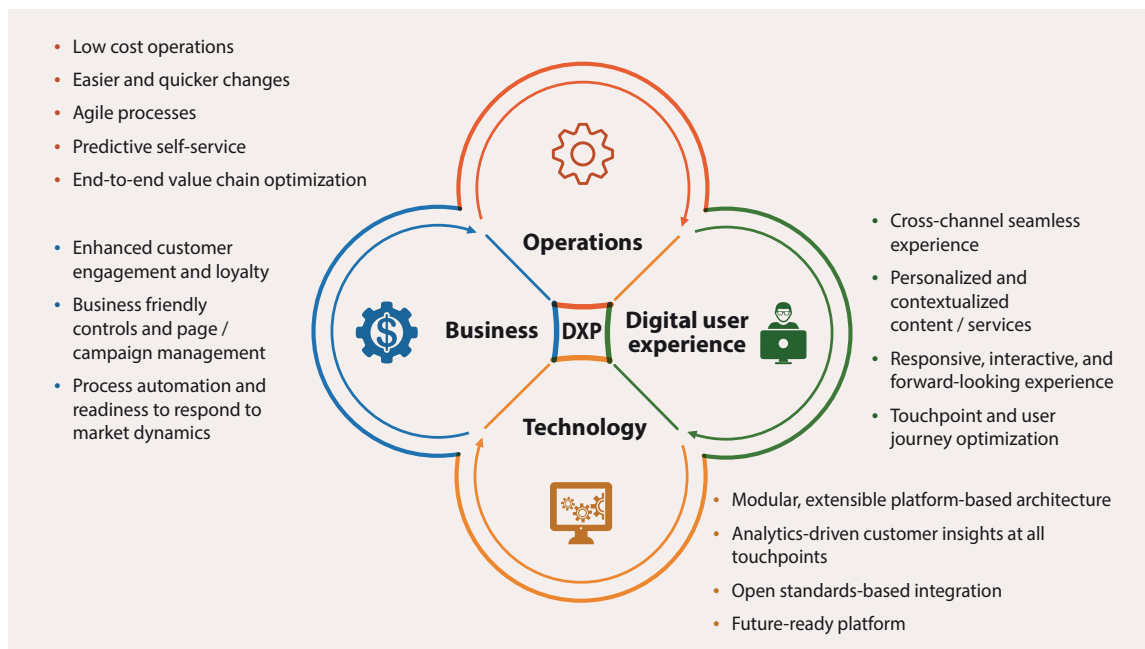 • Low cost operations
• Easier and quicker changes
• Agile processes
• Predictive self-service
• End-to-end value chain optimization
• Enhanced customer
engagement and loyalty
• Business friendly
controls and page /
campaign management
• Process automation and
readiness to respond to
market dynamics
Operations
Business
DXP
Digital user
experience
Technology
• Cross-channel seamless
experience
• Personalized and
contextualized
content / services
• Responsive, interactive, and
forward-looking experience
• Touchpoint and user
journey optimization
• Modular, extensible platform-based architecture
• Analytics-driven customer insights at all
touchpoints
• Open standards-based integration
• Future-ready platform
$